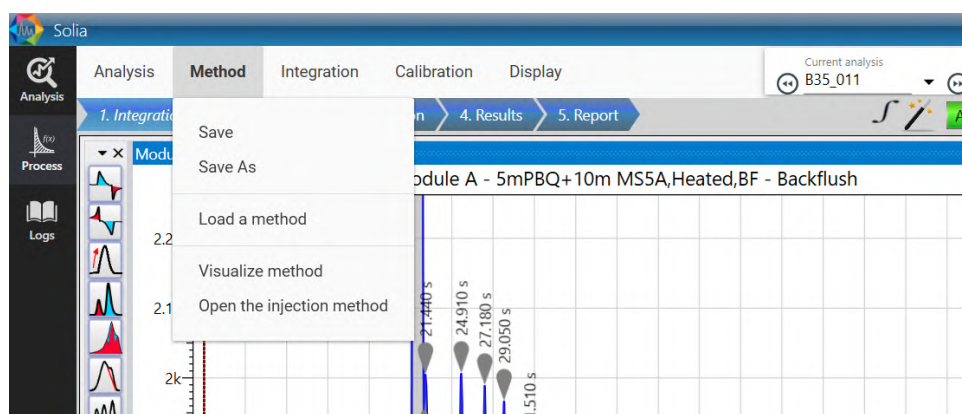 Solia
Analysis
Method
Integration
Calibration
Display
Current analysis
B35_011
Analysis
f(x)
Process
Logs
1. Integratio
n
4. Results
5. Report
Save
Save As
Load a method
Visualize method
Open the injection method
Modu
odule A - 5mPBQ+10m MS5A,Heated,BF - Backflush
2.2
2.1
2k
21.440 s
24.910 s
27.180 s
29.050 s
.510 s
A